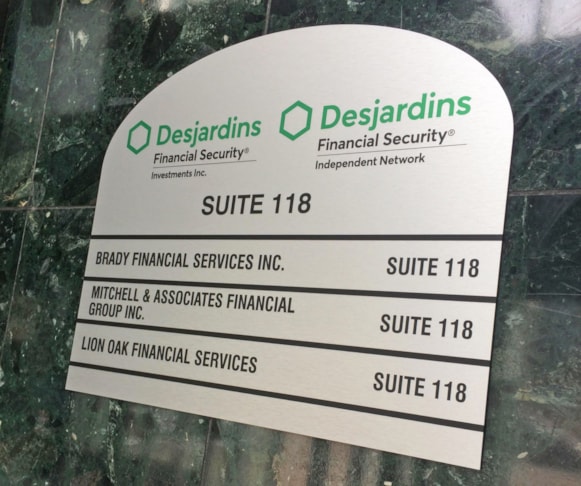 Desjardins
Financial Security®
Investments Inc.
Desjardins
Financial Security®
Independent Network
SUITE 118
BRADY FINANCIAL SERVICES INC. SUITE 118
MITCHELL & ASSOCIATES FINANCIAL
GROUP INC. SUITE 118
LION OAK FINANCIAL SERVICES SUITE 118